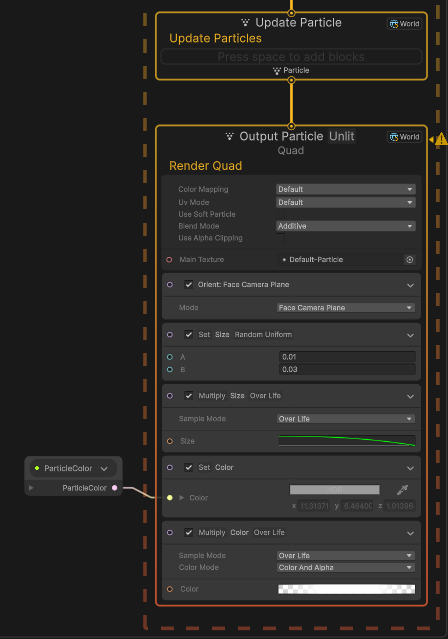 Update Particle World
Update Particles
Press space to add blocks
Particle
Output Particle Unlit World
Quad
Render Quad
Color Mapping Default
Uv Mode Default
Use Soft Particle
Blend Mode Additive
Use Alpha Clipping
Main Texture Default-Particle
Orient: Face Camera Plane
Mode Face Camera Plane
Set Size Random Uniform
A 0.01
B 0.03
Multiply Size Over Life
Sample Mode Over Life
Size
ParticleColor
ParticleColor
Set Color
Color
x y z
Multiply Color Over Life
Sample Mode Over Life
Color Mode Color And Alpha
Color